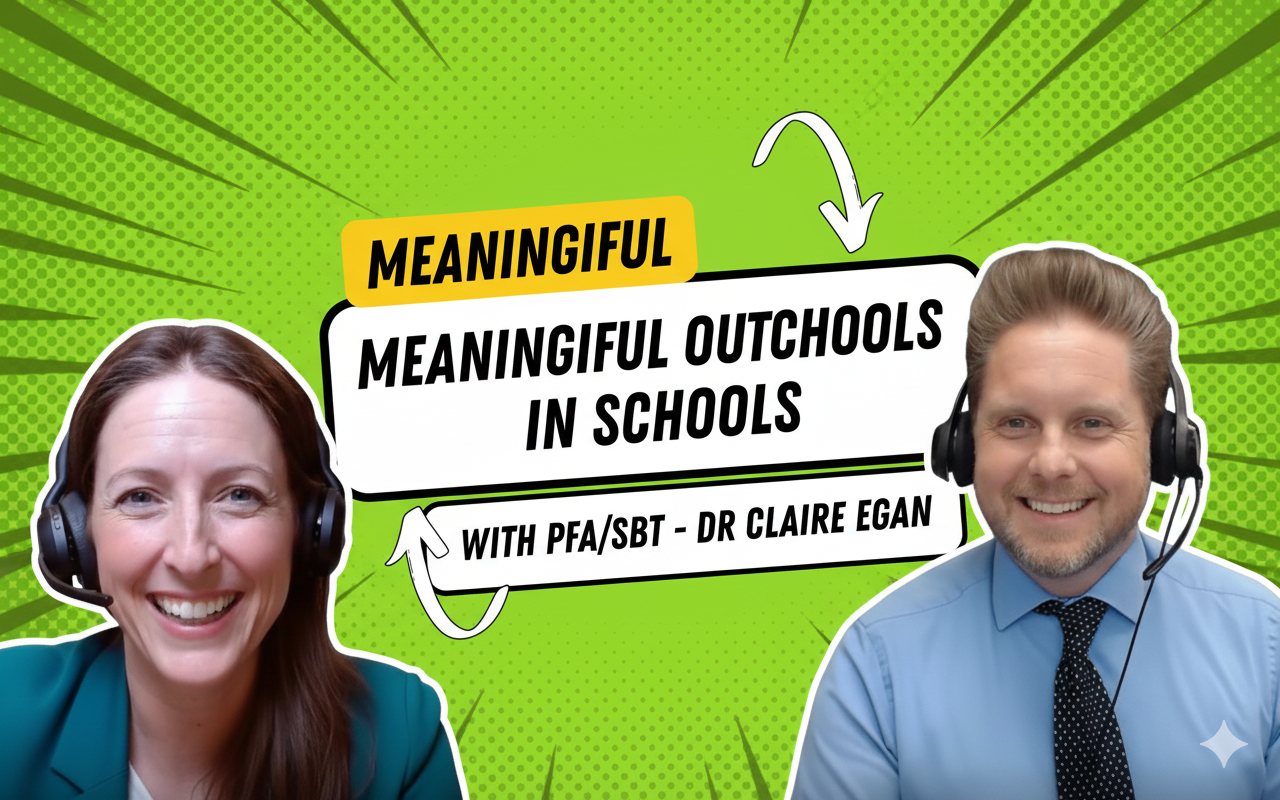 MEANINGIFUL
MEANINGIFUL OUTCHOOLS
IN SCHOOLS
WITH PFA/SBT - DR CLAIRE EGAN